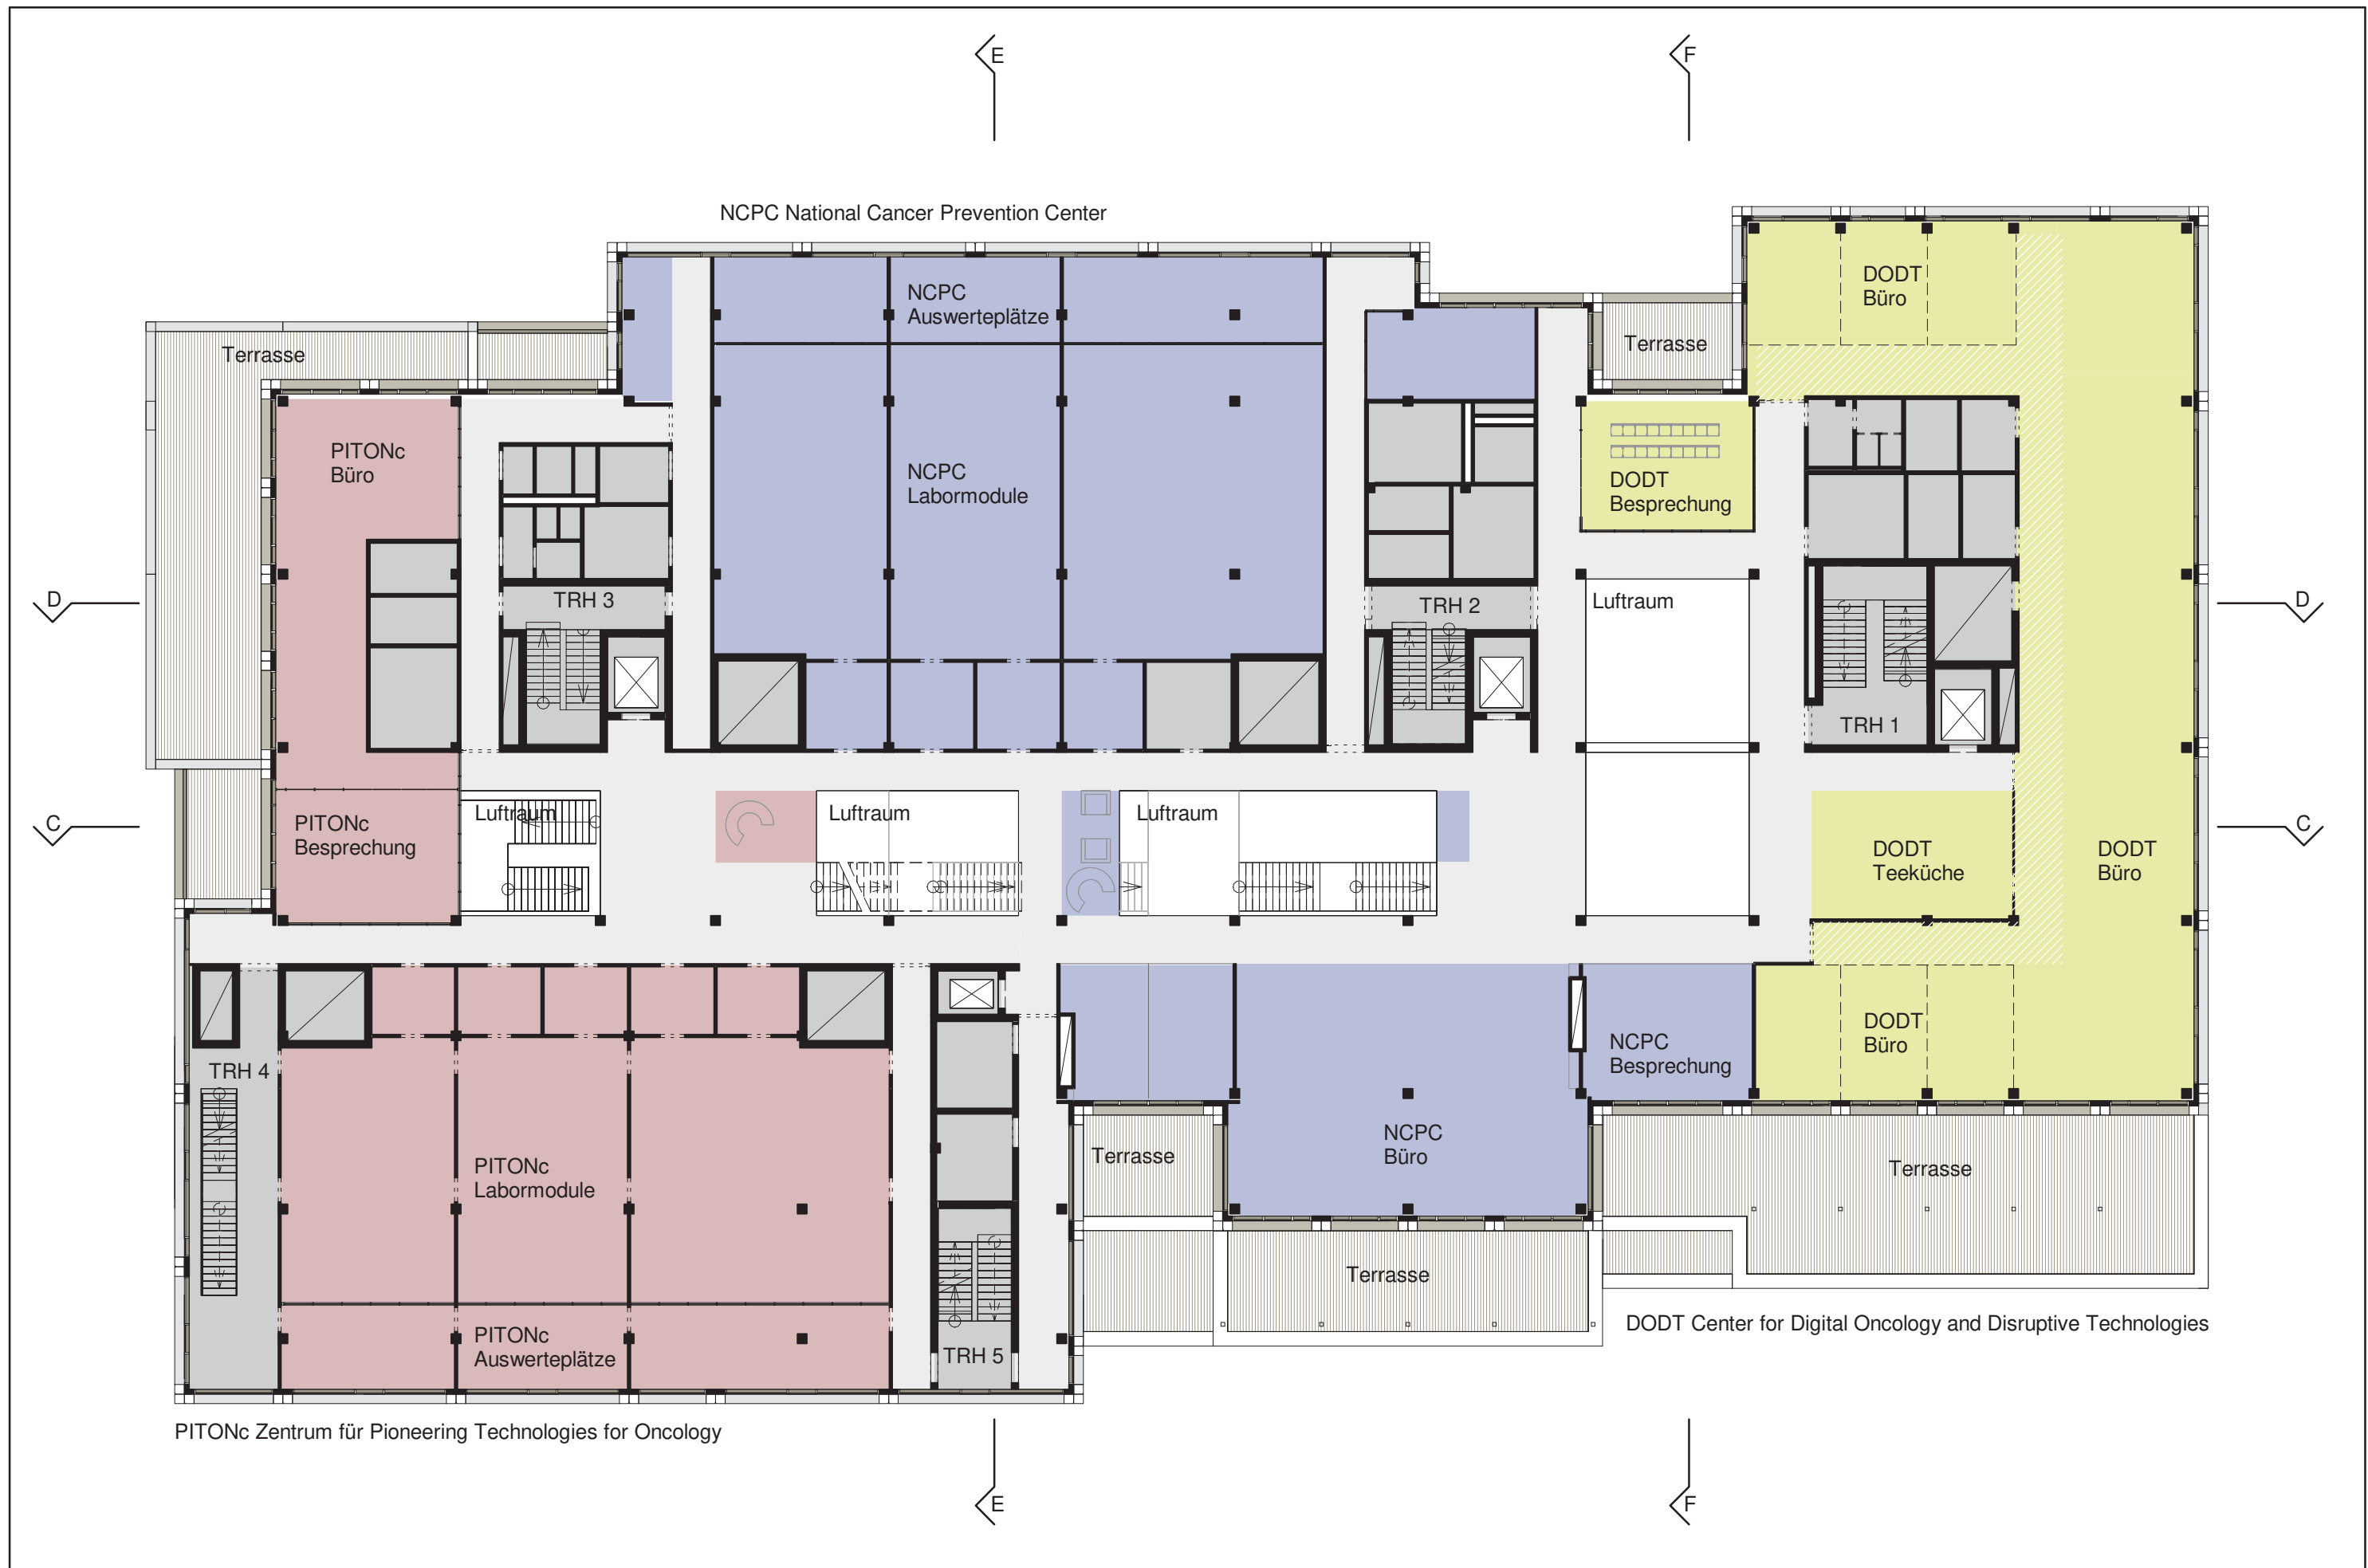 E
F
NCPC National Cancer Prevention Center
DODT
Büro
NCPC
Auswerteplätze
Terrasse
Terrasse
PITONc
Büro
NCPC
Labormodule
DODT
Besprechung
D
TRH 3
TRH 2
Luftraum
D
TRH 1
C
PITONc
Besprechung
Luftraum
Luftraum
Luftraum
DODT
Teeküche
DODT
Büro
C
DODT
Büro
NCPC
Besprechung
TRH 4
NCPC
Büro
Terrasse
Terrasse
PITONc
Labormodule
Terrasse
DODT Center for Digital Oncology and Disruptive Technologies
PITONc
Auswerteplätze
TRH 5
PITONc Zentrum für Pioneering Technologies for Oncology
E
F